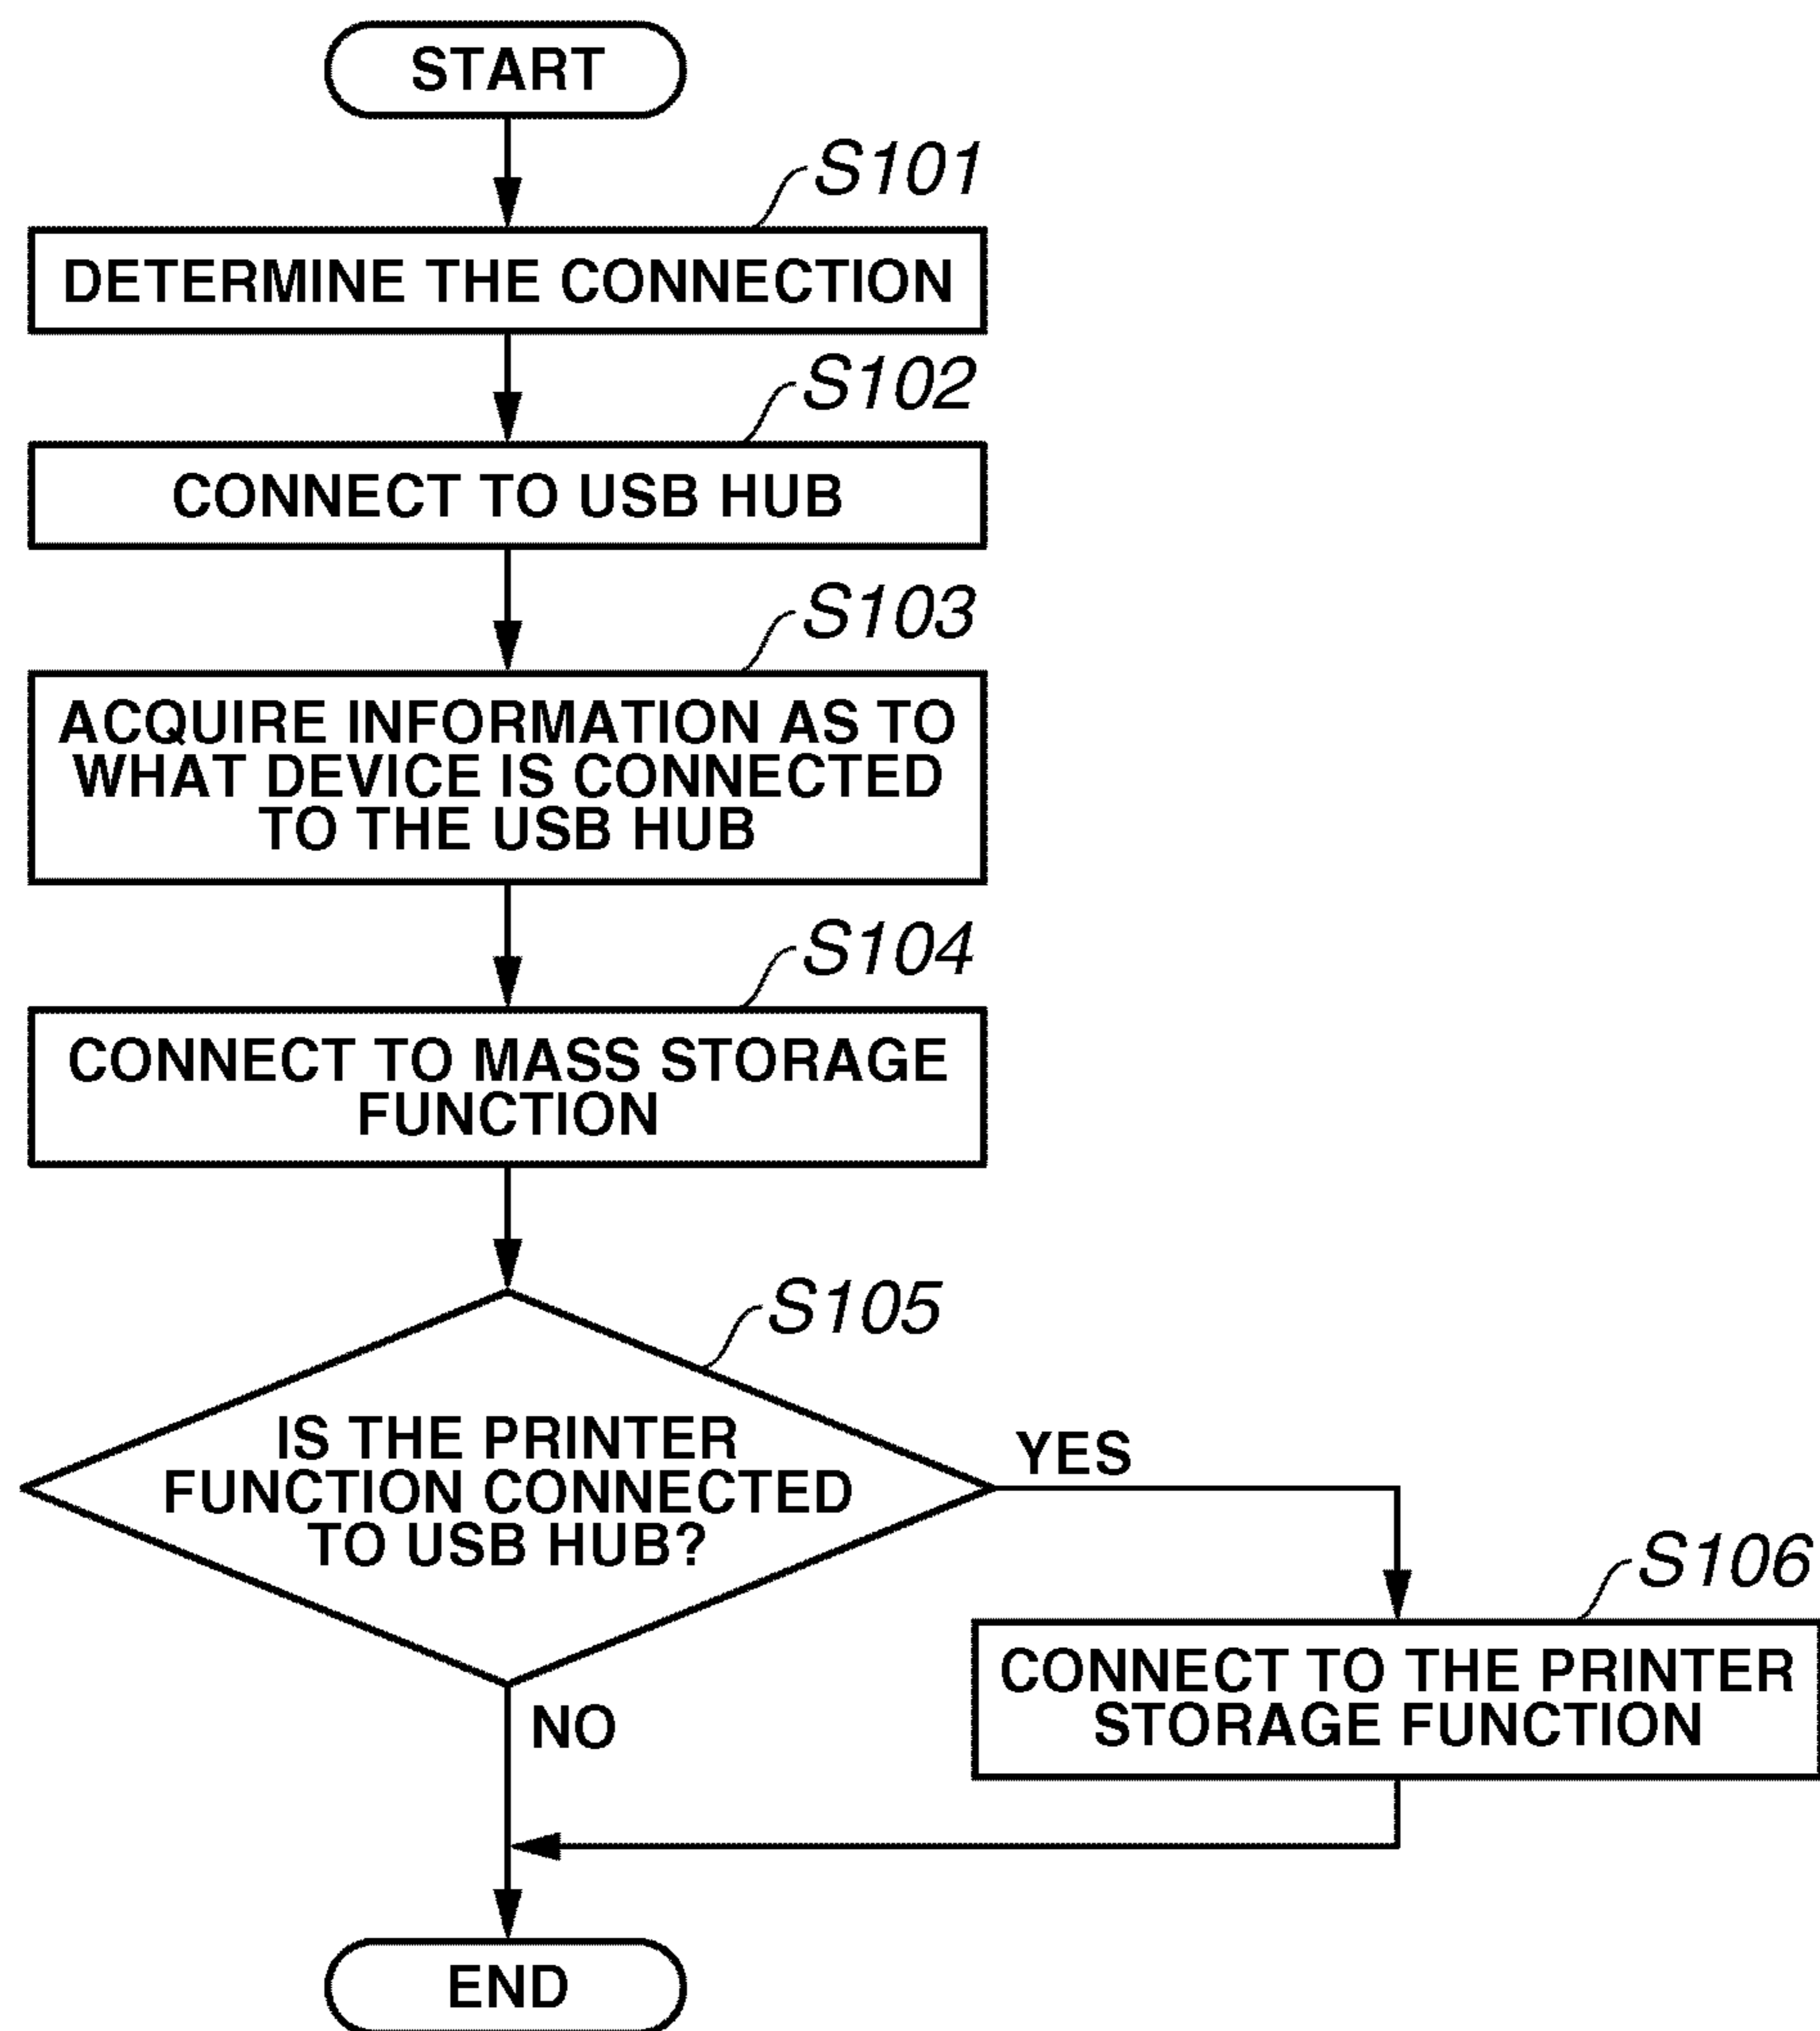 START
S101
DETERMINE THE CONNECTION
S102
CONNECT TO USB HUB
S103
ACQUIRE INFORMATION AS TO
WHAT DEVICE IS CONNECTED
TO THE USB HUB
S104
CONNECT TO MASS STORAGE
FUNCTION
S105
IS THE PRINTER
FUNCTION CONNECTED
TO USB HUB?
YES
S106
CONNECT TO THE PRINTER
STORAGE FUNCTION
NO
END